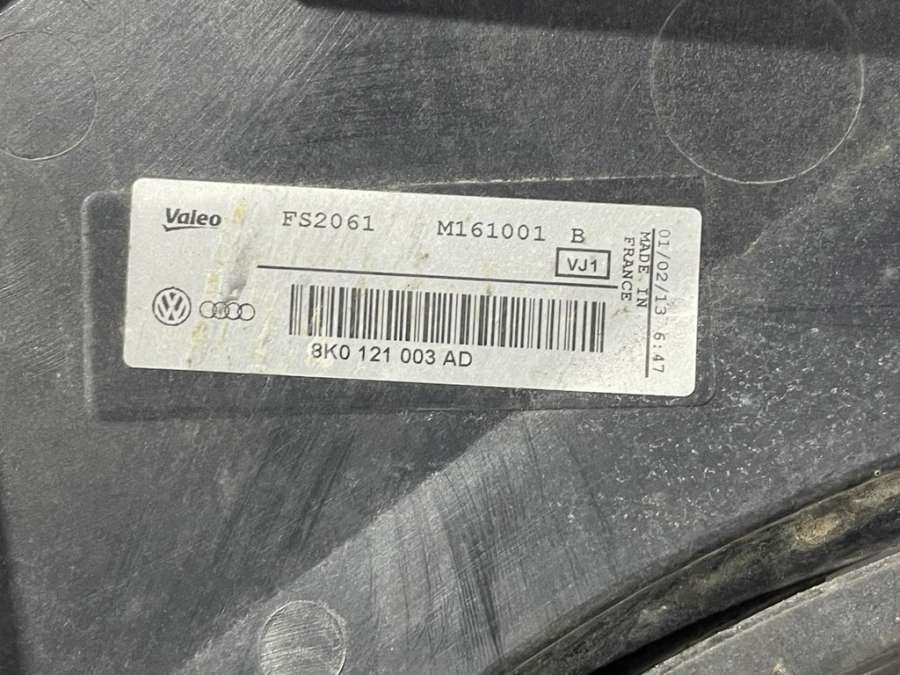 Valeo FS2061 M161001 B
VJ1
8K0 121 003 AD
01/02/13 6:47
MADE IN
FRANCE